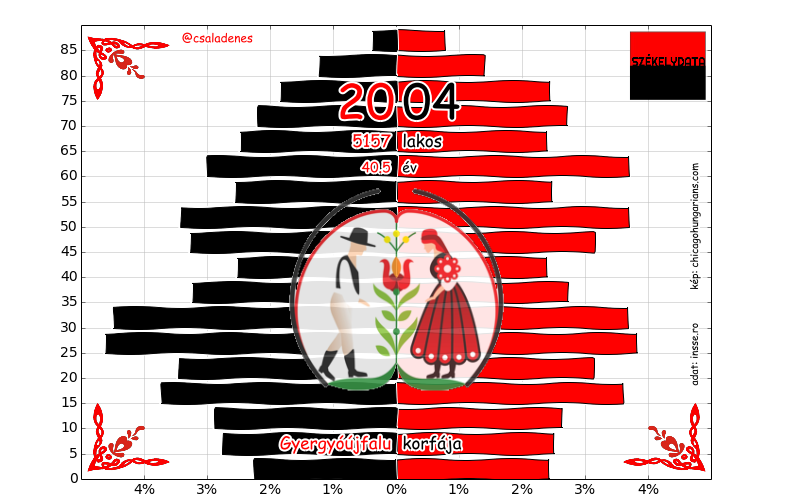 @csaladenes
SZÉKELYDATA
2004
5157 lakos
40.5 év
kép: chicagohungarians.com
adat: insse.ro
Gyergyóújfalu korfája
85
80
75
70
65
60
55
50
45
40
35
30
25
20
15
10
5
0
4% 3% 2% 1% 0% 1% 2% 3% 4%